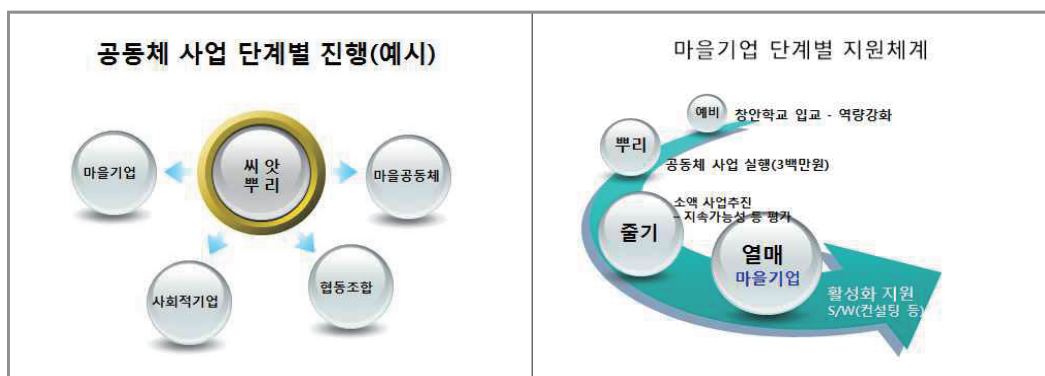 공동체 사업 단계별 진행(예시)
씨 앗
뿌 리
마을기업
마을공동체
사회적기업
협동조합
마을기업 단계별 지원체계
예비
창안학교 입교 - 역량강화
뿌리
공동체 사업 실행(3백만원)
소액 사업추진
- 지속가능성 등 평가
줄기
열매
마을기업
활성화 지원
S/W(컨설팅 등)